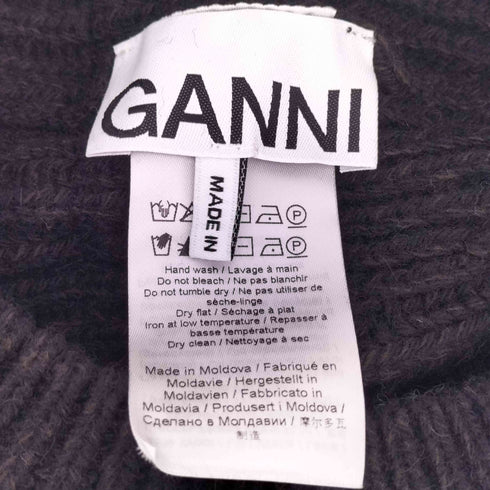 GANNI
MADE IN
Hand wash / Lavage à main
Do not bleach / Ne pas blanchir
Do not tumble dry / Ne pas utiliser de
sèche-linge
Dry flat / Séchage à plat
Iron at low temperature / Repasser à
basse température
Dry clean / Nettoyage à sec
Made in Moldova / Fabriqué en
Moldavie / Hergestellt in
Moldavien / Fabbricato in
Moldavia / Produsert i Moldova /
Сделано в Молдавии / 摩尔多瓦
制造